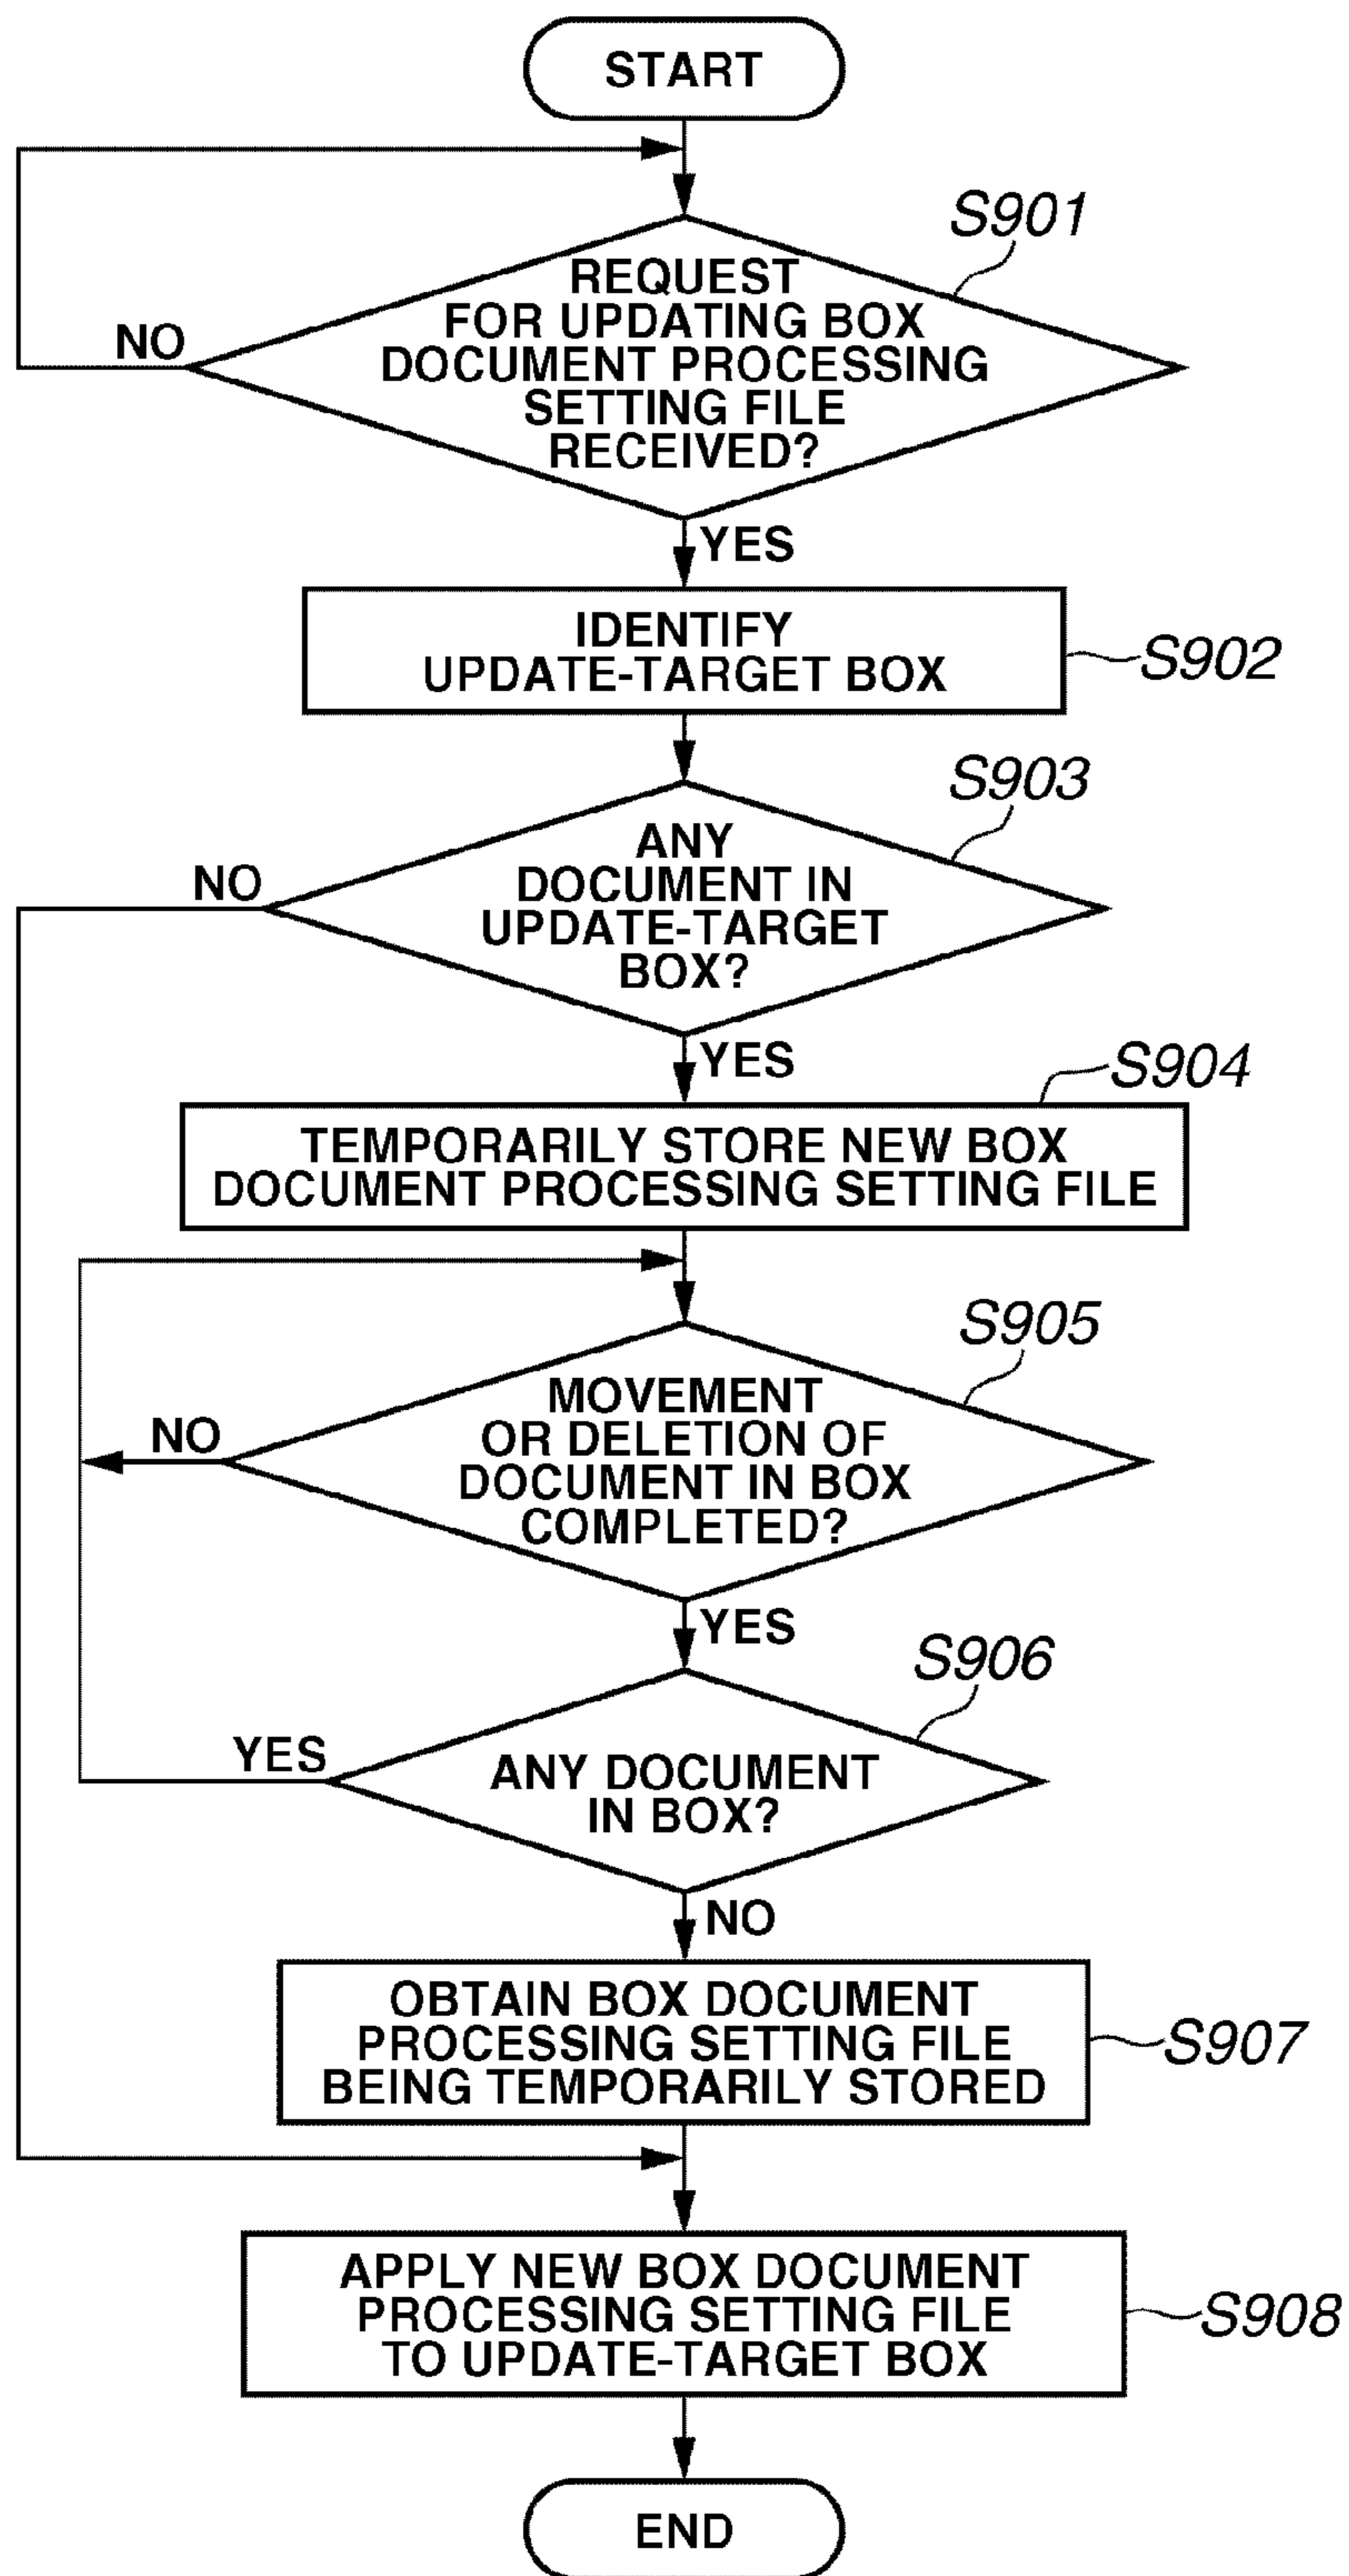 START
S901
REQUEST
FOR UPDATING BOX
DOCUMENT PROCESSING
SETTING FILE
RECEIVED?
NO
YES
IDENTIFY
UPDATE-TARGET BOX
S902
S903
ANY
DOCUMENT IN
UPDATE-TARGET
BOX?
NO
YES
S904
TEMPORARILY STORE NEW BOX
DOCUMENT PROCESSING SETTING FILE
S905
MOVEMENT
OR DELETION OF
DOCUMENT IN BOX
COMPLETED?
NO
YES
S906
ANY DOCUMENT
IN BOX?
YES
NO
OBTAIN BOX DOCUMENT
PROCESSING SETTING FILE
BEING TEMPORARILY STORED
S907
APPLY NEW BOX DOCUMENT
PROCESSING SETTING FILE
TO UPDATE-TARGET BOX
S908
END